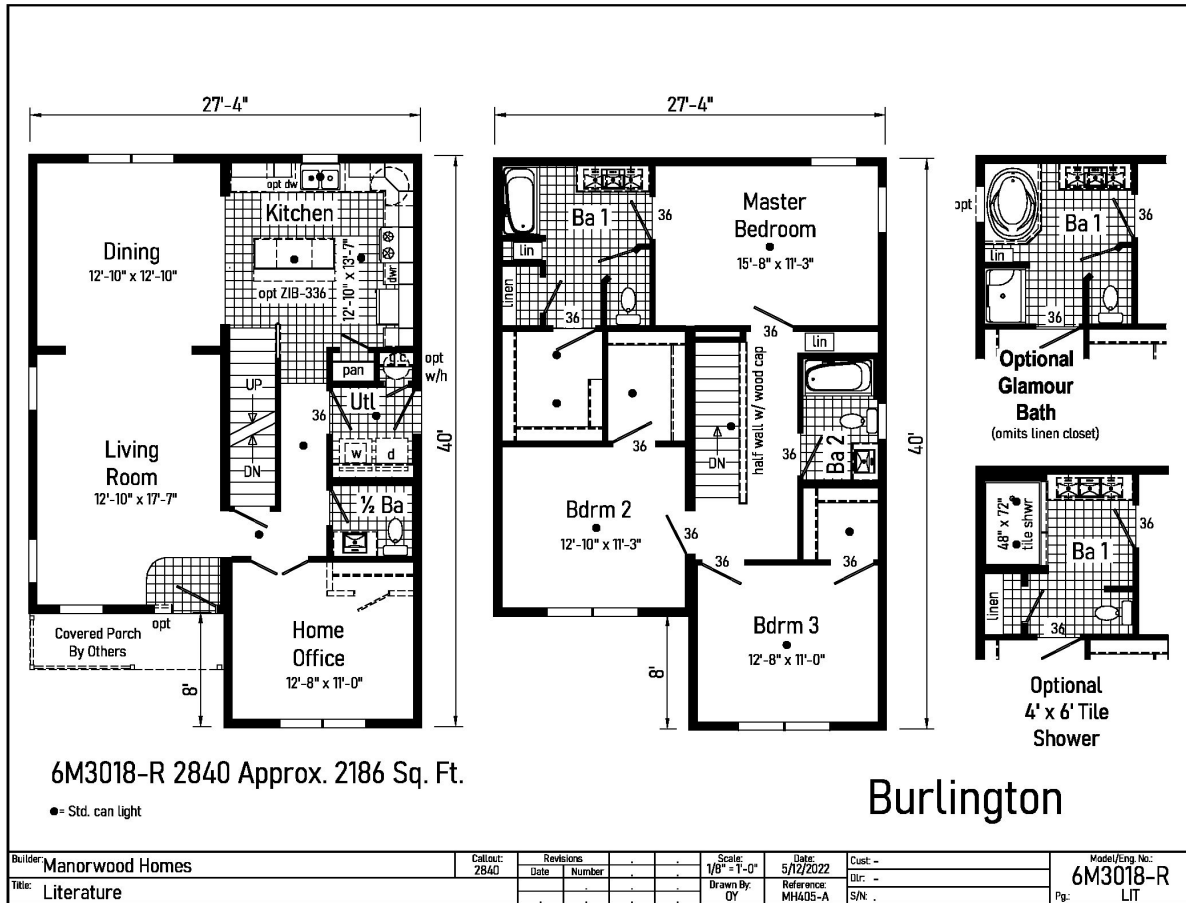 27'-4"
27'-4"
opt dw
Kitchen
Dining
12'-10" x 12'-10"
12'-10" x 13'-7"
dwr
opt ZIB-336
UP
DN
pan
g.c.
opt
w/h
Utl
36
w
d
40'
Living
Room
12'-10" x 17'-7"
½ Ba
opt
Covered Porch
By Others
8'
Home
Office
12'-8" x 11'-0"
Ba 1
36
lin
linen
36
Master
Bedroom
15'-8" x 11'-3"
36
lin
half wall w/ wood cap
DN
36
Ba 2
40'
36
Bdrm 2
12'-10" x 11'-3"
36
36
36
Bdrm 3
12'-8" x 11'-0"
8'
opt
Ba 1
36
lin
36
Optional
Glamour
Bath
(omits linen closet)
48" x 72"
tile shwr
Ba 1
36
linen
36
Optional
4' x 6' Tile
Shower
6M3018-R 2840 Approx. 2186 Sq. Ft.
●= Std. can light
Burlington
Builder: Manorwood Homes
Title: Literature
Callout:
2840
Revisions
Date Number
Scale:
1/8" = 1'-0"
Drawn By:
OY
Date:
5/12/2022
Reference:
MH405-A
Cust: -
Dlr: -
S/N: .
Model/Eng. No.:
6M3018-R
Pg.: LIT